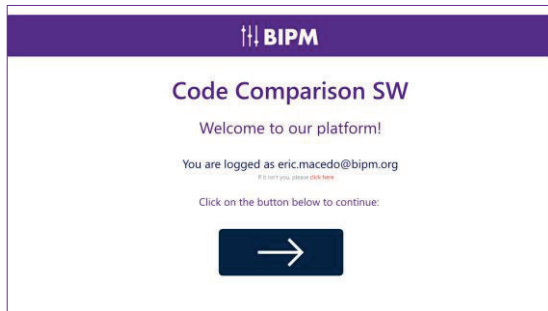 BIPM
Code Comparison SW
Welcome to our platform!
You are logged as eric.macedo@bipm.org
If it isn't you, please click here
Click on the button below to continue: